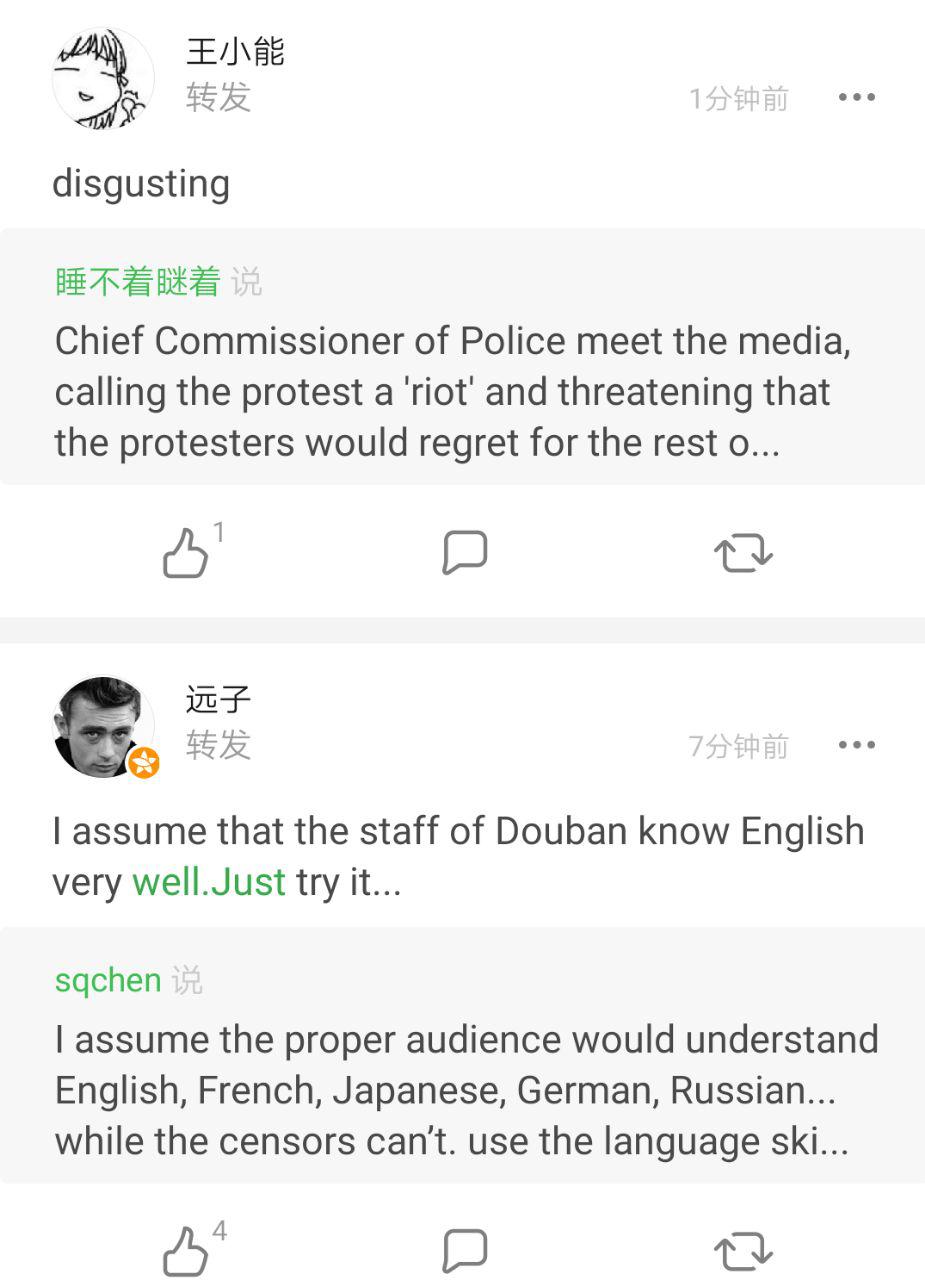 王小能
转发
1分钟前
disgusting
睡不着瞇着 说
Chief Commissioner of Police meet the media,
calling the protest a 'riot' and threatening that
the protesters would regret for the rest o...
1
远子
转发
7分钟前
I assume that the staff of Douban know English
very well.Just try it...
sqchen 说
I assume the proper audience would understand
English, French, Japanese, German, Russian...
while the censors can’t. use the language ski...
4